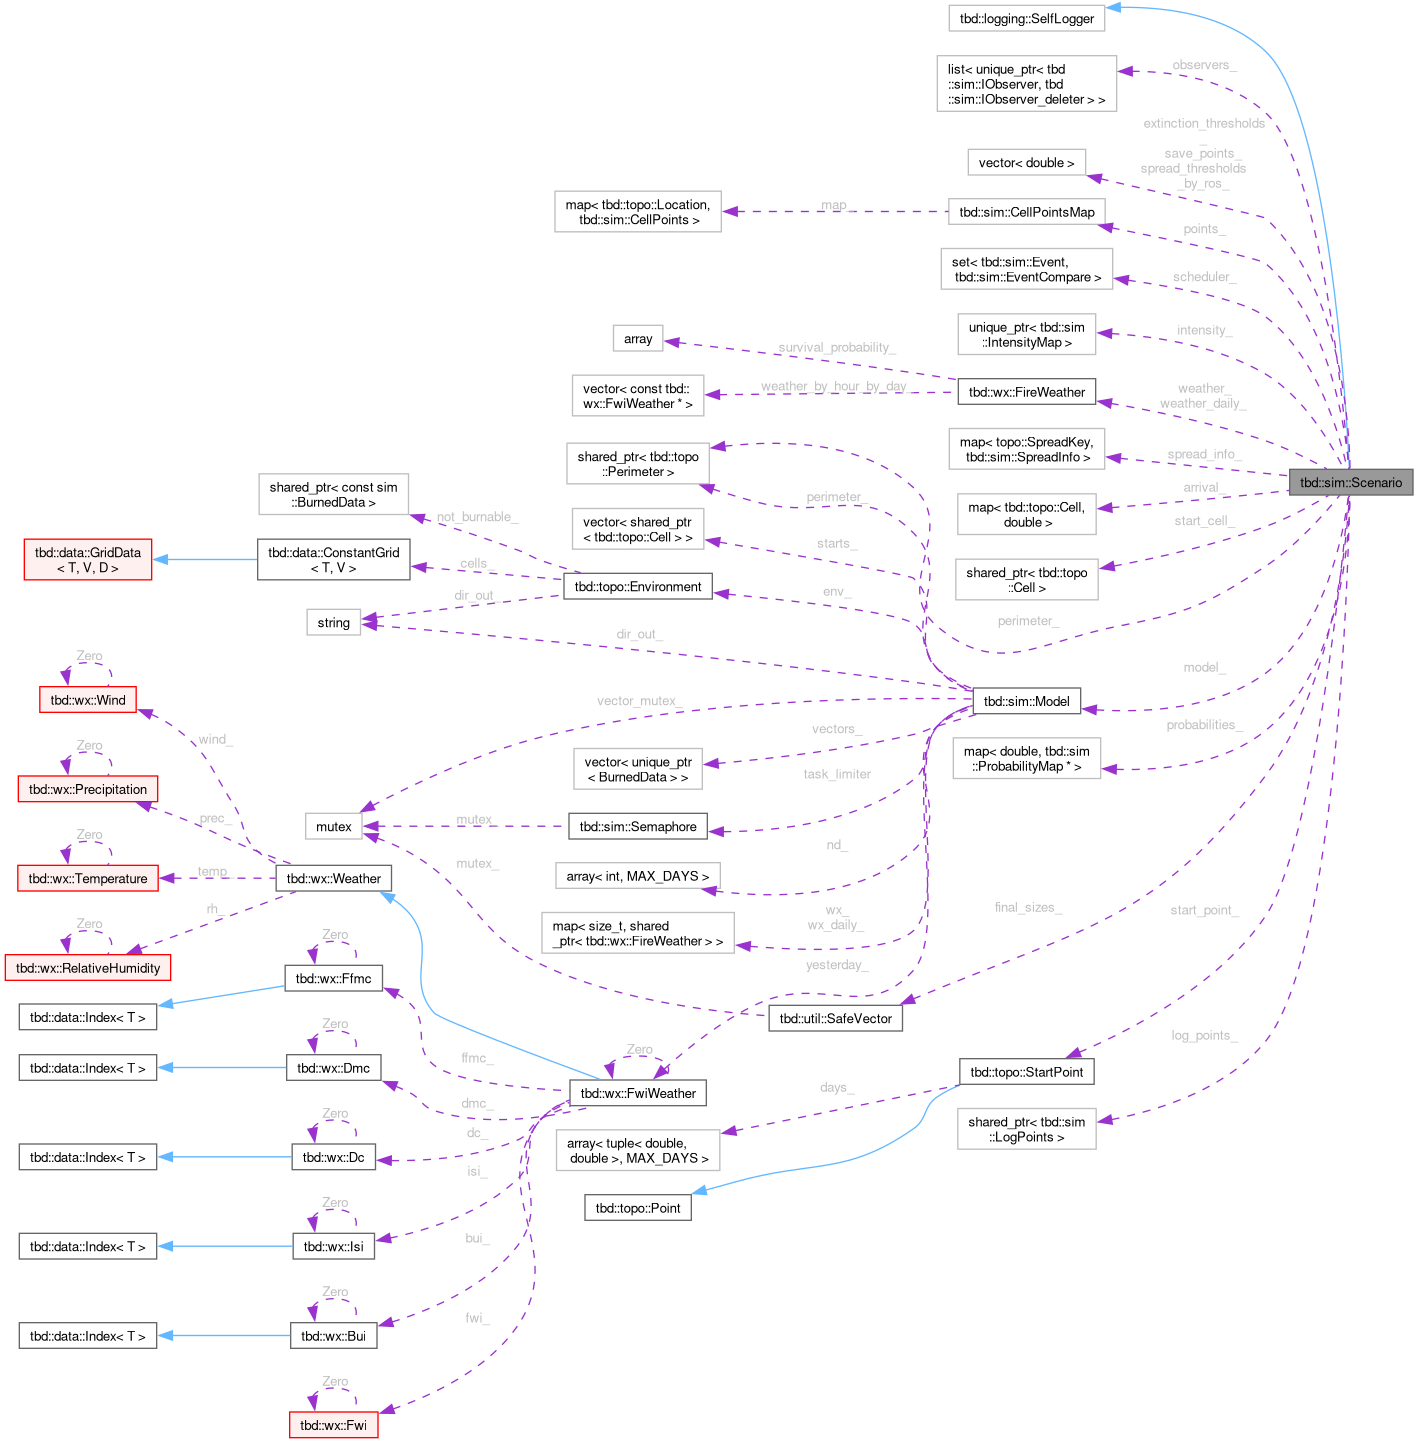 tbd::logging::SelfLogger
observers_
list< unique_ptr< tbd
::sim::IObserver, tbd
::sim::IObserver_deleter > >
extinction_thresholds
_
save_points_
spread_thresholds
_by_ros_
vector< double >
map< tbd::topo::Location,
tbd::sim::CellPoints >
map_
tbd::sim::CellPointsMap
points_
set< tbd::sim::Event,
tbd::sim::EventCompare >
scheduler_
unique_ptr< tbd::sim
::IntensityMap >
intensity_
array
survival_probability_
vector< const tbd::
wx::FwiWeather * >
weather_by_hour_by_day_
tbd::wx::FireWeather
weather_
weather_daily_
shared_ptr< tbd::topo
::Perimeter >
map< topo::SpreadKey,
tbd::sim::SpreadInfo >
spread_info_
tbd::sim::Scenario
shared_ptr< const sim
::BurnedData >
not_burnable_
perimeter_
map< tbd::topo::Cell,
double >
arrival_
vector< shared_ptr
< tbd::topo::Cell > >
starts_
start_cell_
tbd::data::GridData
< T, V, D >
tbd::data::ConstantGrid
< T, V >
cells_
tbd::topo::Environment
env_
shared_ptr< tbd::topo
::Cell >
string
dir_out_
dir_out_
perimeter_
Zero
tbd::wx::Wind
wind_
vector_mutex_
tbd::sim::Model
model_
vectors_
probabilities_
vector< unique_ptr
< BurnedData > >
map< double, tbd::sim
::ProbabilityMap * >
Zero
tbd::wx::Precipitation
prec_
task_limiter
mutex
mutex_
tbd::sim::Semaphore
Zero
tbd::wx::Temperature
temp_
tbd::wx::Weather
mutex_
nd_
array< int, MAX_DAYS >
rh_
wx_
wx_daily_
final_sizes_
start_point_
Zero
tbd::wx::RelativeHumidity
map< size_t, shared
_ptr< tbd::wx::FireWeather > >
Zero
tbd::wx::Ffmc
yesterday_
tbd::data::Index< T >
tbd::util::SafeVector
Zero
log_points_
tbd::data::Index< T >
tbd::wx::Dmc
ffmc_
Zero
tbd::wx::FwiWeather
tbd::topo::StartPoint
dmc_
days_
Zero
shared_ptr< tbd::sim
::LogPoints >
dc_
array< tuple< double,
double >, MAX_DAYS >
tbd::data::Index< T >
tbd::wx::Dc
isi_
Zero
tbd::topo::Point
tbd::data::Index< T >
tbd::wx::Isi
bui_
Zero
tbd::data::Index< T >
tbd::wx::Bui
fwi_
Zero
tbd::wx::Fwi